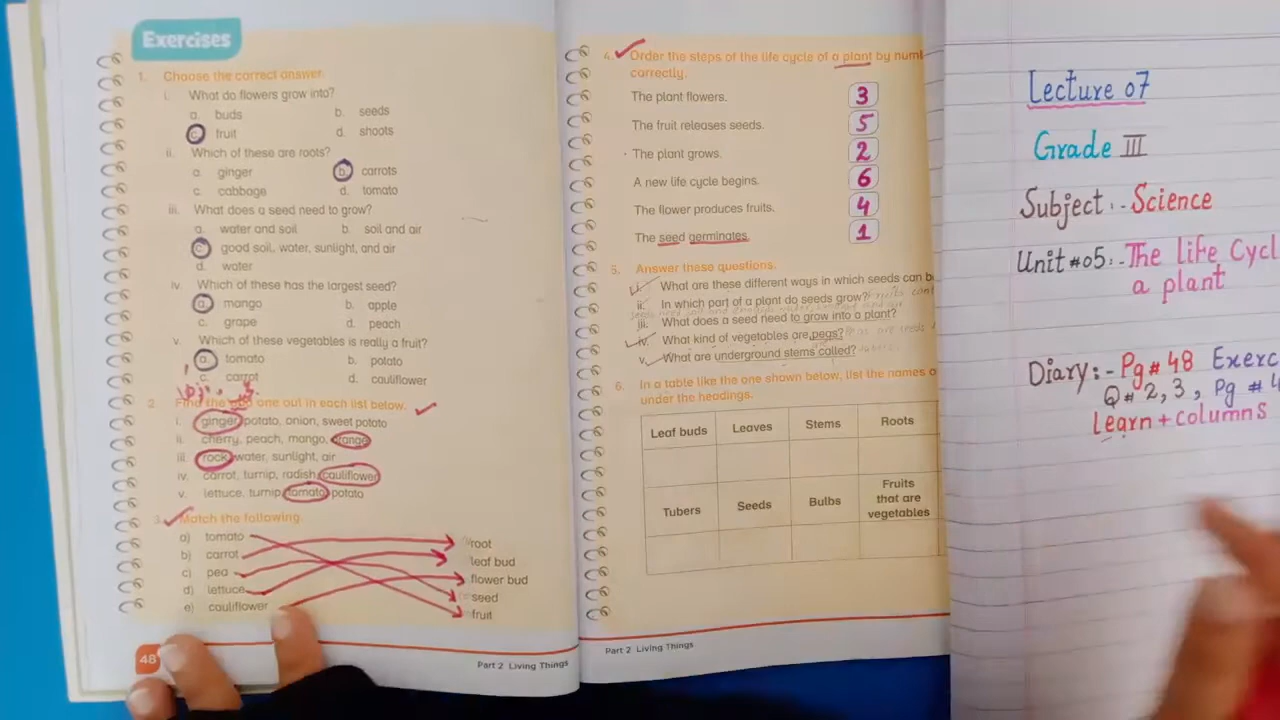 Exercises
1. Choose the correct answer.
i. What do flowers grow into?
a. buds b. seeds
c. fruit d. shoots
ii. Which of these are roots?
a. ginger b. carrots
c. cabbage d. tomato
iii. What does a seed need to grow?
a. water and soil b. soil and air
c. good soil, water, sunlight, and air
d. water
iv. Which of these has the largest seed?
a. mango b. apple
c. grape d. peach
v. Which of these vegetables is really a fruit?
a. tomato b. potato
c. carrot d. cauliflower
2. Find the odd one out in each list below.
i. ginger, potato, onion, sweet potato
ii. cherry, peach, mango, orange
iii. rock, water, sunlight, air
iv. carrot, turnip, radish, cauliflower
v. lettuce, turnip, tomato, potato
3. Match the following.
a) tomato root
b) carrot leaf bud
c) pea flower bud
d) lettuce seed
e) cauliflower fruit
48
Part 2 Living Things
4. Order the steps of the life cycle of a plant by
correctly.
The plant flowers. 3
The fruit releases seeds. 5
The plant grows. 2
A new life cycle begins. 6
The flower produces fruits. 4
The seed germinates. 1
5. Answer these questions.
i. What are these different ways in which seeds can
ii. In which part of a plant do seeds grow?
iii. What does a seed need to grow into a plant?
iv. What kind of vegetables are peas?
v. What are underground stems called?
6. In a table like the one shown below, list the names
under the headings.
Leaf buds Leaves Stems Roots
Tubers Seeds Bulbs Fruits that are vegetables
Part 2 Living Things
Lecture 07
Grade III
Subject:- Science
Unit #05:- The Life Cycl
a plant
Diary:- Pg# 48 Exerc
Q# 2, 3, Pg # 4
Learn + columns